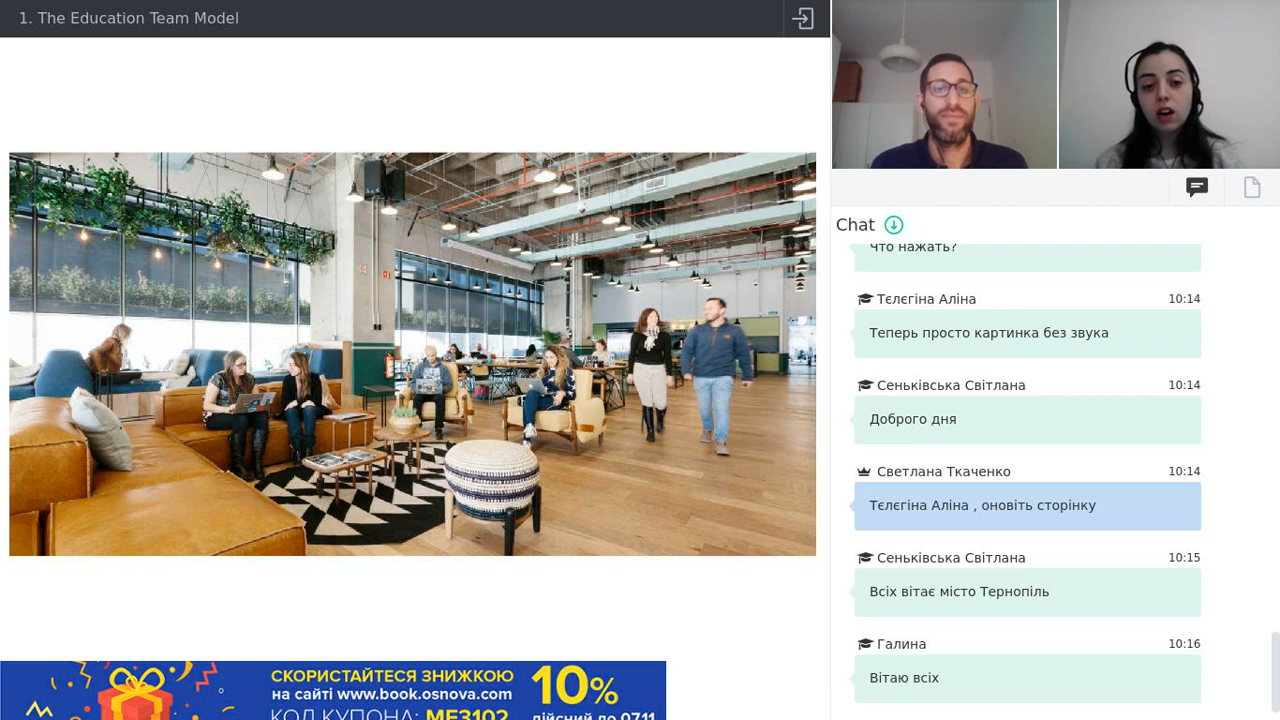 1. The Education Team Model
Chat
Что нажать?
Тєлєгіна Аліна 10:14
Теперь просто картинка без звука
Сеньківська Світлана 10:14
Доброго дня
Светлана Ткаченко 10:14
Тєлєгіна Аліна , оновіть сторінку
Сеньківська Світлана 10:15
Всіх вітає місто Тернопіль
Галина 10:16
Вітаю всіх
СКОРИСТАЙТЕСЯ ЗНИЖКОЮ
на сайті www.book.osnova.com
КОД КУПОНА: МЕ3102
10%
дійсний до 07.11